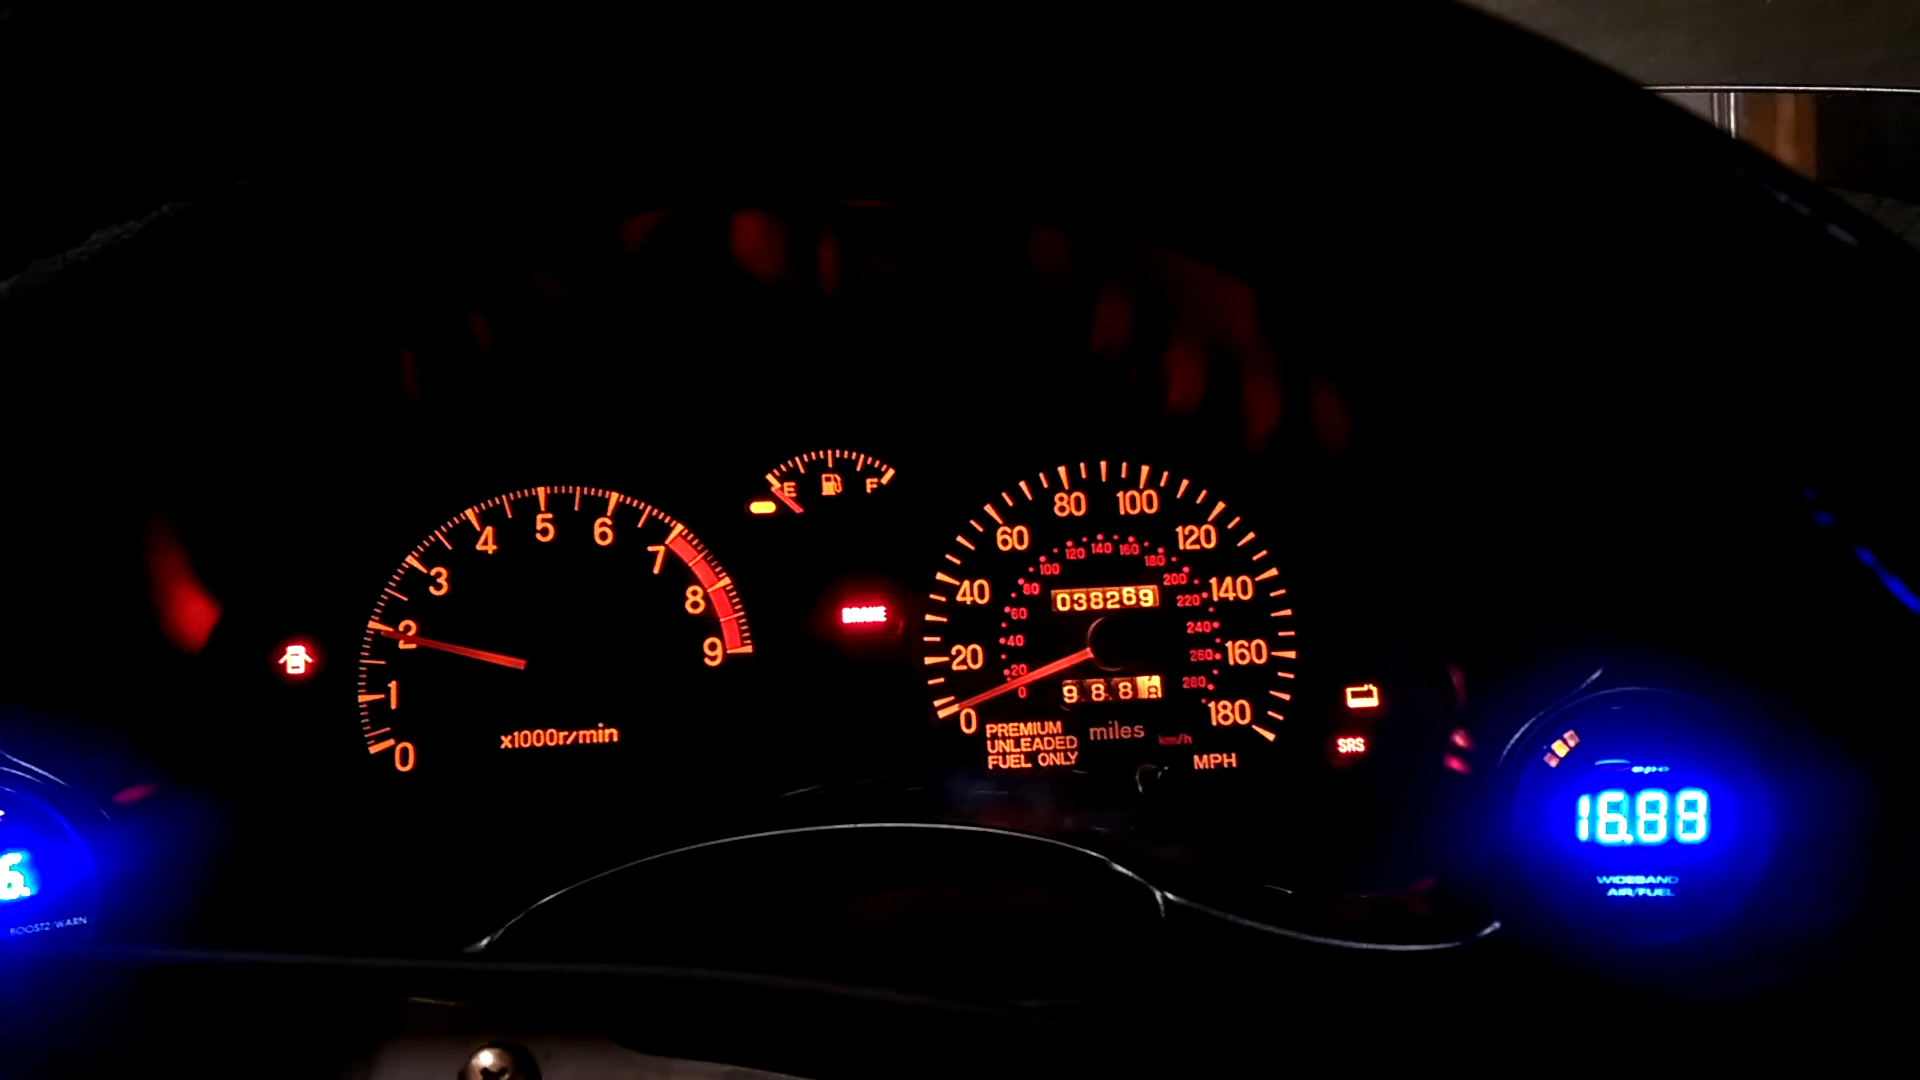 0
1
2
3
4
5
6
7
8
9
x1000r/min
E
F
BRAKE
0
20
40
60
80
100
120
140
160
180
0
20
40
60
80
100
120
140
160
180
200
220
240
260
280
038269
988
miles
km/h
MPH
PREMIUM
UNLEADED
FUEL ONLY
SRS
6.
BOOST2/WARN
16.88
WIDEBAND
AIR/FUEL